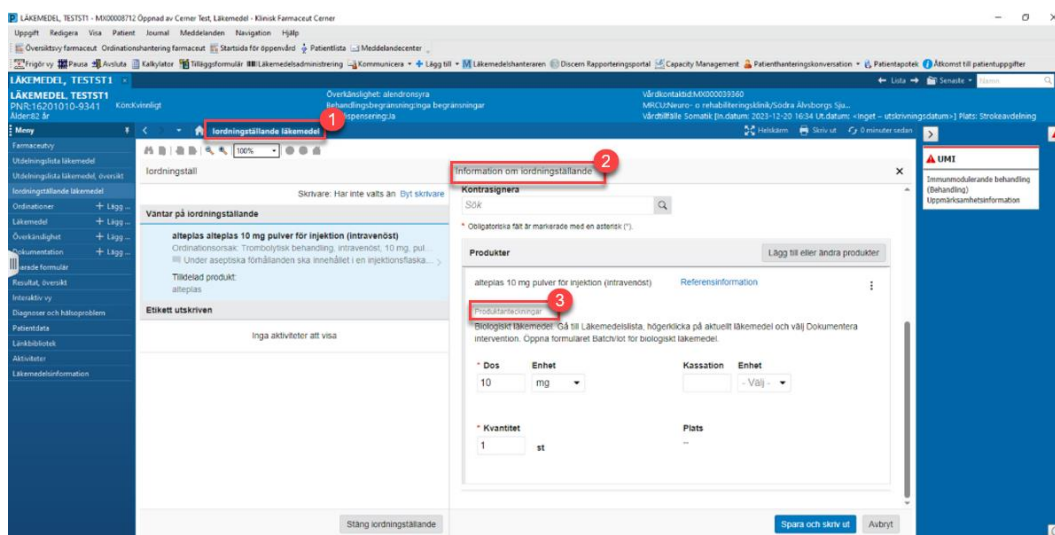 LÄKEMEDEL, TESTST1 - MX00008712 Öppnad av Cerner Test, Läkemedel - Klinisk Farmaceut Cerner
Uppgift Redigera Visa Patient Journal Meddelanden Navigation Hjälp
Översiktsvy farmaceut Ordinationshantering farmaceut Startsida för öppenvård Patientlista Meddelandecenter
Frigör vy Pausa Avsluta Kalkylator Tilläggsformulär Läkemedelsadministrering Kommunicera Lägg till Läkemedelshanteraren Discern Rapporteringsportal Capacity Management Patienthanteringskonversation Patientapotek Åtkomst till patientuppgifter
LÄKEMEDEL, TESTST1 Lista Senaste Namn
LÄKEMEDEL, TESTST1
PNR:16201010-9341 Kön:Kvinnligt
Ålder:82 år
Överkänslighet: alendronsyra
Behandlingsbegränsning:Inga begränsningar
dispensering:Ja
Vårdkontaktid:MX000039360
MRCU:Neuro- o rehabiliteringsklinik/Södra Älvsborgs Sju...
Vårdtillfälle Somatik [In.datum: 2023-12-20 16:34 Ut.datum: <Inget - utskrivningsdatum>] Plats: Strokeavdelning
Meny
Iordningställande läkemedel
Helskärm Skriv ut 0 minuter sedan
Farmaceutvy
Utdelningslista läkemedel
Utdelningslista läkemedel, översikt
Iordningställande läkemedel
Ordinationer + Lägg ...
Läkemedel + Lägg ...
Överkänslighet + Lägg ...
Dokumentation + Lägg ...
formulär
Resultat, översikt
Interaktiv vy
Diagnoser och hälsoproblem
Patientdata
Länkbibliotek
Aktiviteter
Läkemedelsinformation
100%
1
Iordningställ
Skrivare: Har inte valts än Byt skrivare
Väntar på iordningställande
alteplas alteplas 10 mg pulver för injektion (intravenöst)
Ordinationsorsak: Trombolytisk behandling, intravenöst, 10 mg, pul...
Under aseptiska förhållanden ska innehållet i en injektionsflaska...
Tilldelad produkt:
alteplas
Etikett utskriven
Inga aktiviteter att visa
Stäng iordningställande
2
Information om iordningställande
Kontrasignera
Sök
* Obligatoriska fält är markerade med en asterisk (*).
Produkter
Lägg till eller ändra produkter
alteplas 10 mg pulver för injektion (intravenöst) Referensinformation
3
Produktanteckningar
Biologiskt läkemedel. Gå till Läkemedelslista, högerklicka på aktuellt läkemedel och välj Dokumentera
intervention. Öppna formuläret Batch/lot för biologiskt läkemedel.
* Dos Enhet Kassation Enhet
10 mg - Välj -
* Kvantitet Plats
1 st --
Spara och skriv ut Avbryt
UMI
Immunmodulerande behandling
(Behandling)
Uppmärksamhetsinformation